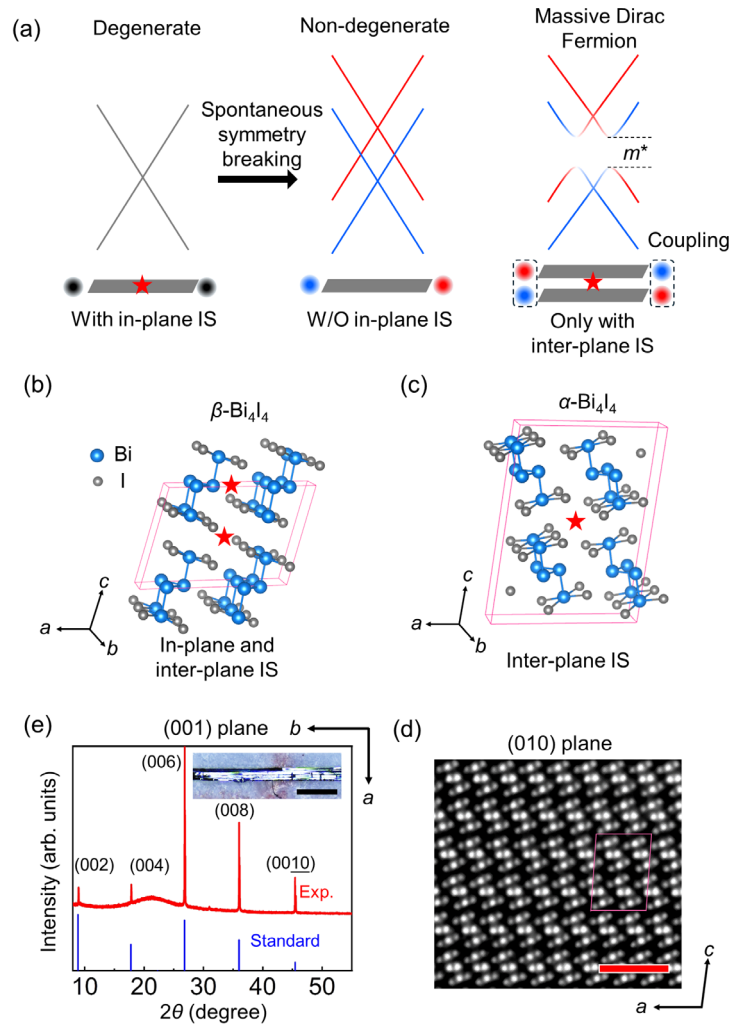 (a)
Degenerate
Non-degenerate
Massive Dirac
Fermion
Spontaneous
symmetry
breaking
m*
Coupling
With in-plane IS
W/O in-plane IS
Only with
inter-plane IS
(b)
β-Bi₄I₄
Bi
I
c
a
b
In-plane and
inter-plane IS
(c)
α-Bi₄I₄
c
a
b
Inter-plane IS
(e)
(001) plane
b
a
(002)
(004)
(006)
(008)
(0010)
Exp.
Standard
Intensity (arb. units)
10 20 30 40 50
2θ (degree)
(d)
(010) plane
c
a